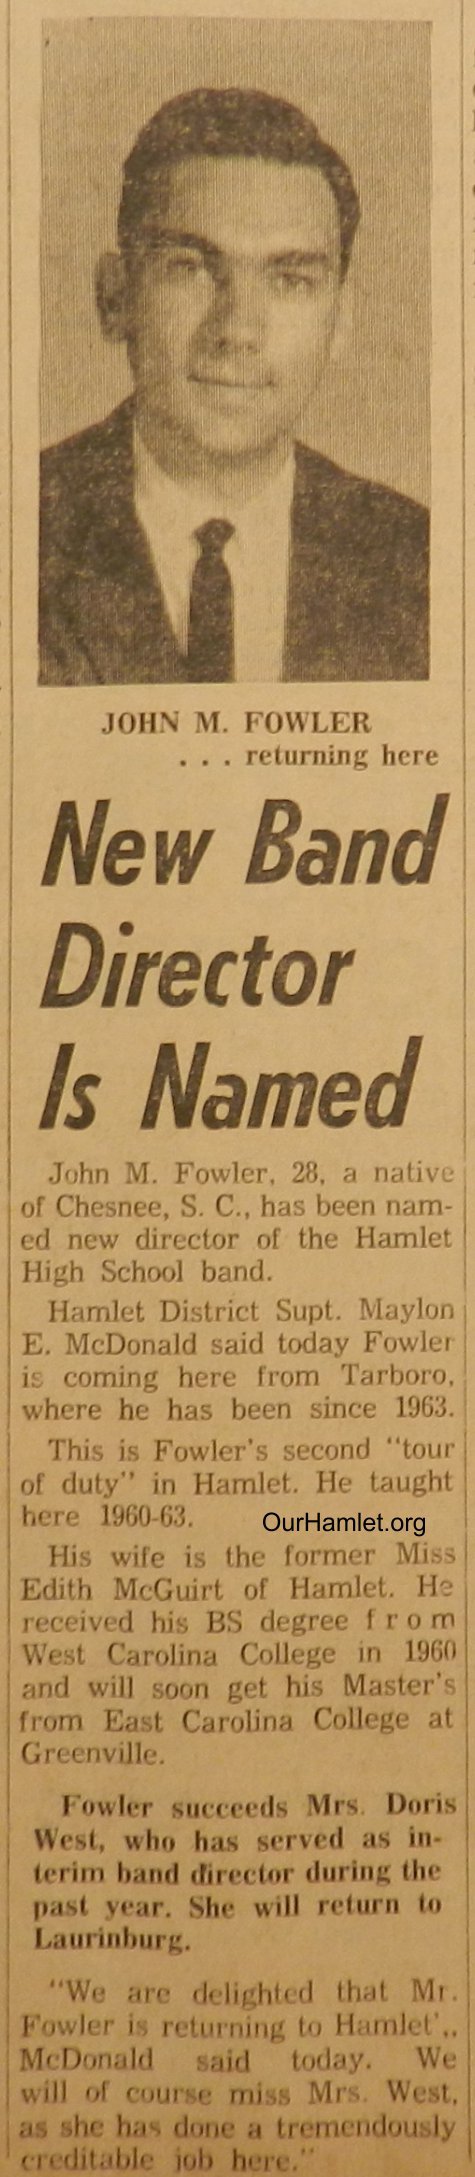 JOHN M. FOWLER
. . . returning here
New Band
Director
Is Named
John M. Fowler, 28, a native
of Chesnee, S. C., has been nam-
ed new director of the Hamlet
High School band.
Hamlet District Supt. Maylon
E. McDonald said today Fowler
is coming here from Tarboro,
where he has been since 1963.
This is Fowler's second "tour
of duty" in Hamlet. He taught
here 1960-63.
OurHamlet.org
His wife is the former Miss
Edith McGuirt of Hamlet. He
received his BS degree from
West Carolina College in 1960
and will soon get his Master's
from East Carolina College at
Greenville.
Fowler succeeds Mrs. Doris
West, who has served as in-
terim band director during the
past year. She will return to
Laurinburg.
"We are delighted that Mr.
Fowler is returning to Hamlet',,
McDonald said today. We
will of course miss Mrs. West,
as she has done a tremendously
creditable job here."